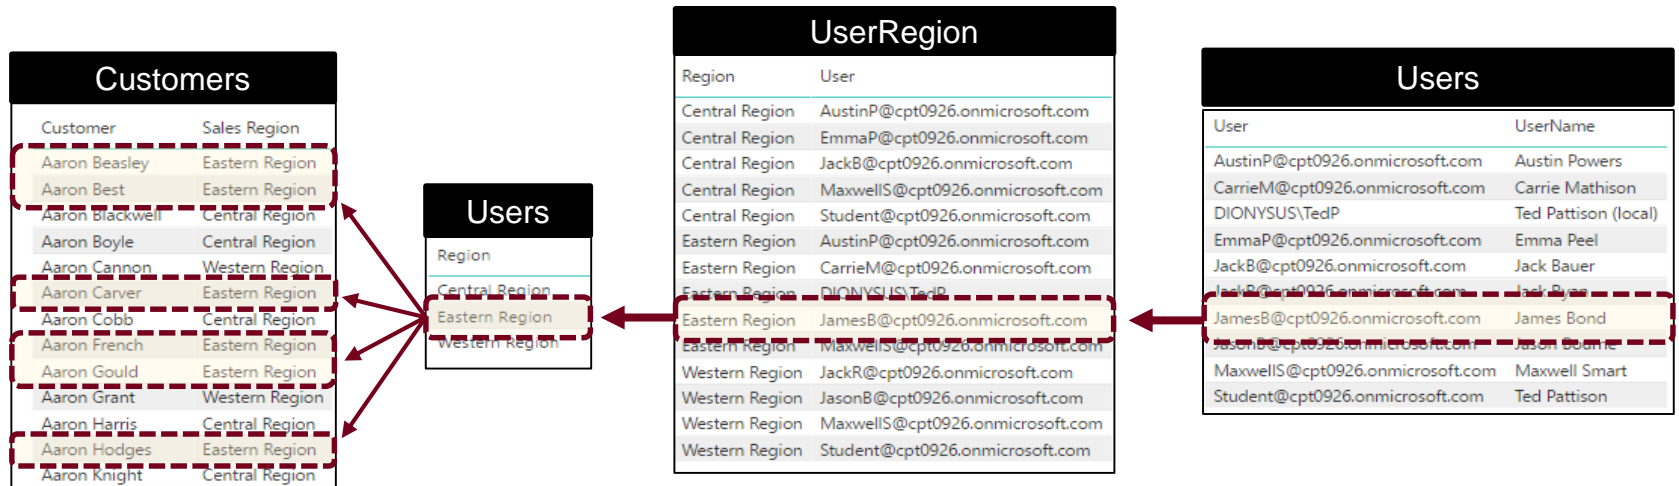 Customers
Customer Sales Region
Aaron Beasley Eastern Region
Aaron Best Eastern Region
Aaron Blackwell Central Region
Aaron Boyle Central Region
Aaron Cannon Western Region
Aaron Carver Eastern Region
Aaron Cobb Central Region
Aaron French Eastern Region
Aaron Gould Eastern Region
Aaron Grant Western Region
Aaron Harris Central Region
Aaron Hodges Eastern Region
Aaron Knight Central Region
Users
Region
Central Region
Eastern Region
Western Region
UserRegion
Region User
Central Region AustinP@cpt0926.onmicrosoft.com
Central Region EmmaP@cpt0926.onmicrosoft.com
Central Region JackB@cpt0926.onmicrosoft.com
Central Region MaxwellS@cpt0926.onmicrosoft.com
Central Region Student@cpt0926.onmicrosoft.com
Eastern Region AustinP@cpt0926.onmicrosoft.com
Eastern Region CarrieM@cpt0926.onmicrosoft.com
Eastern Region DIONYSUS\TedP
Eastern Region JamesB@cpt0926.onmicrosoft.com
Eastern Region MaxwellS@cpt0926.onmicrosoft.com
Western Region JackR@cpt0926.onmicrosoft.com
Western Region JasonB@cpt0926.onmicrosoft.com
Western Region MaxwellS@cpt0926.onmicrosoft.com
Western Region Student@cpt0926.onmicrosoft.com
Users
User UserName
AustinP@cpt0926.onmicrosoft.com Austin Powers
CarrieM@cpt0926.onmicrosoft.com Carrie Mathison
DIONYSUS\TedP Ted Pattison (local)
EmmaP@cpt0926.onmicrosoft.com Emma Peel
JackB@cpt0926.onmicrosoft.com Jack Bauer
JackR@cpt0926.onmicrosoft.com Jack Ryan
JamesB@cpt0926.onmicrosoft.com James Bond
JasonB@cpt0926.onmicrosoft.com Jason Bourne
MaxwellS@cpt0926.onmicrosoft.com Maxwell Smart
Student@cpt0926.onmicrosoft.com Ted Pattison